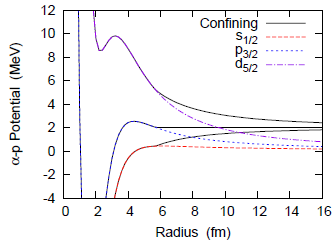 12
10
8
6
4
2
0
-2
-4
α-p Potential (MeV)
Confining
s1/2
p3/2
d5/2
0 2 4 6 8 10 12 14 16
Radius (fm)